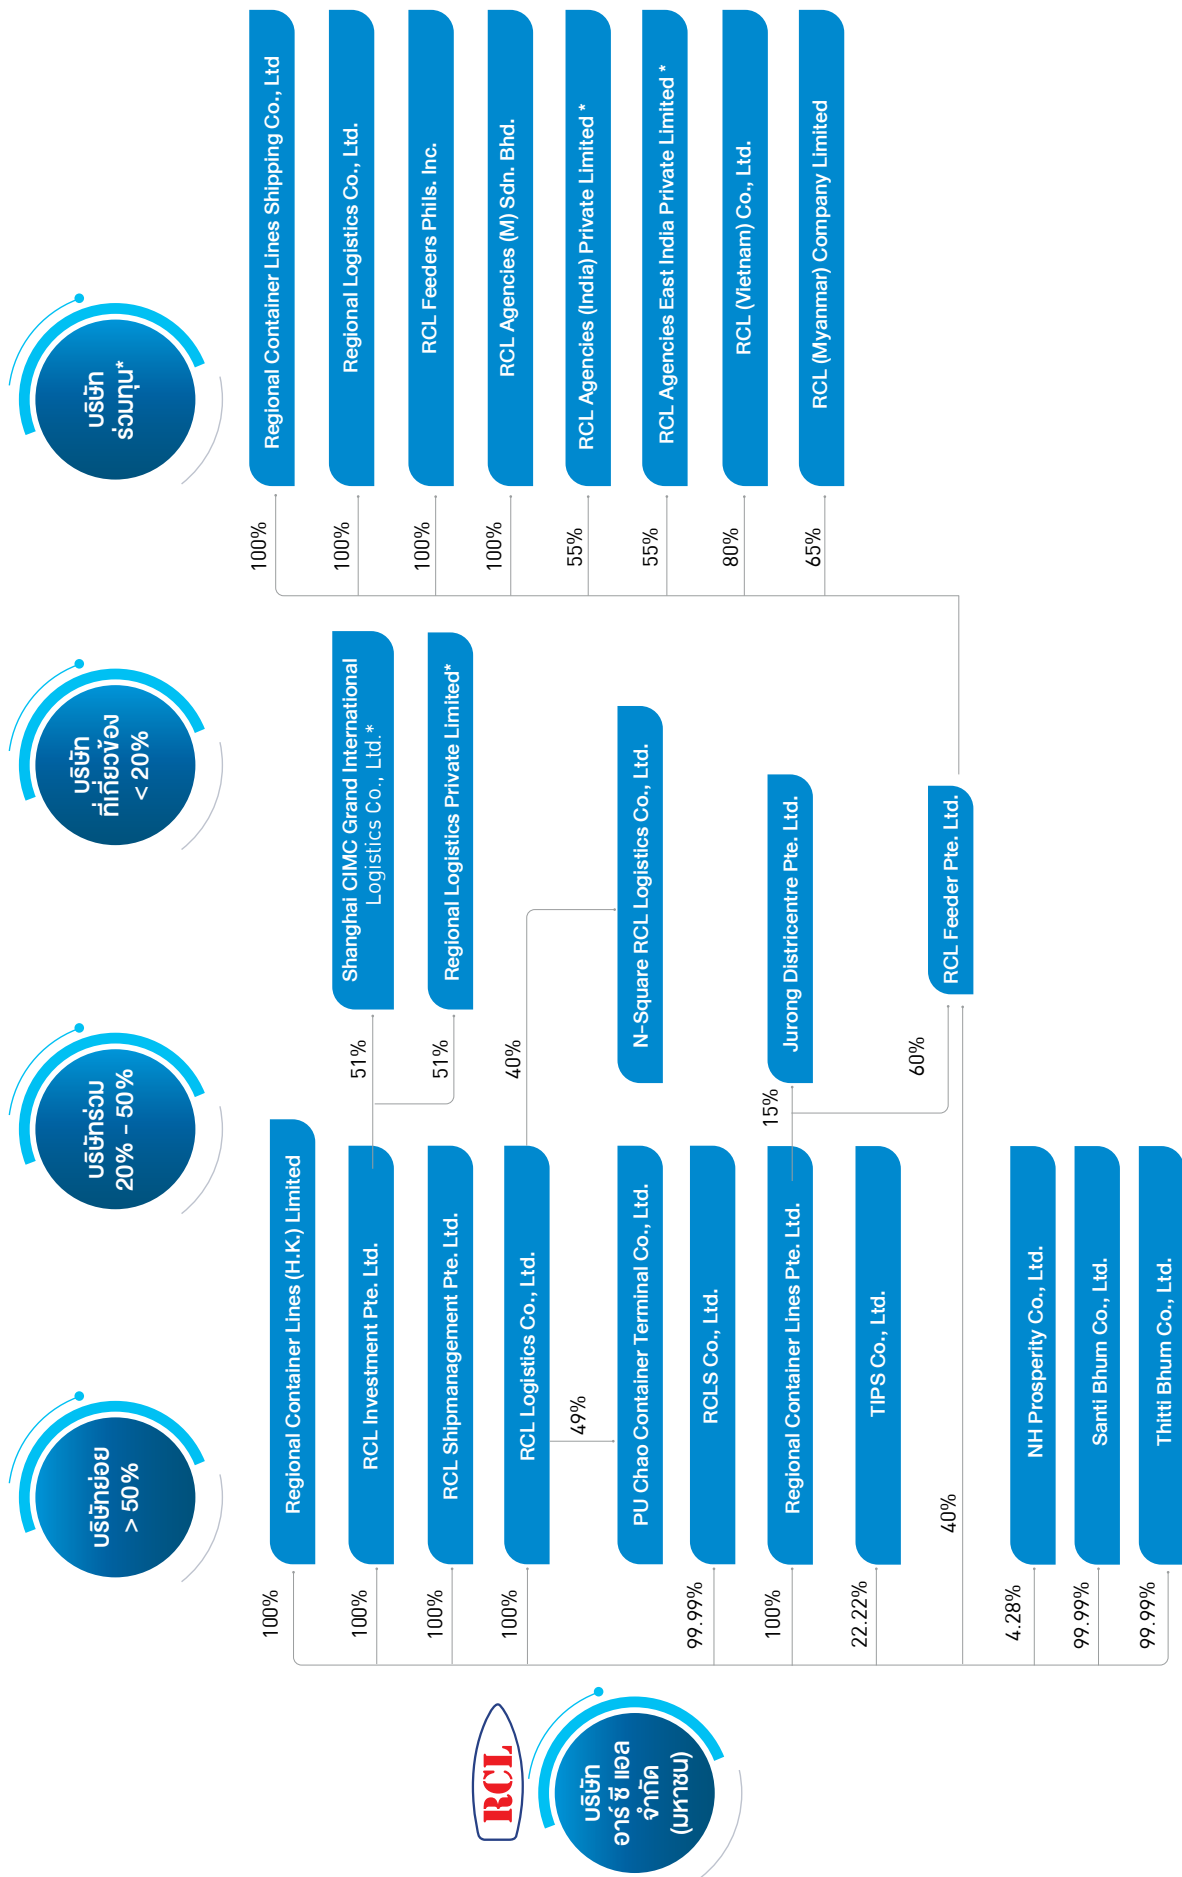 RCL
บริษัท
อาร์ ซี แอล
จำกัด
(มหาชน)
บริษัทย่อย
> 50%
บริษัทร่วม
20% - 50%
บริษัท
ที่เกี่ยวข้อง
< 20%
บริษัท
ร่วมทุน*
100%
Regional Container Lines (H.K.) Limited
100%
RCL Investment Pte. Ltd.
51%
Shanghai CIMC Grand International
Logistics Co., Ltd.*
51%
Regional Logistics Private Limited*
100%
RCL Shipmanagement Pte. Ltd.
100%
RCL Logistics Co., Ltd.
40%
N-Square RCL Logistics Co., Ltd.
49%
PU Chao Container Terminal Co., Ltd.
99.99%
RCLS Co., Ltd.
100%
Regional Container Lines Pte. Ltd.
15%
Jurong Districentre Pte. Ltd.
22.22%
TIPS Co., Ltd.
40%
60%
RCL Feeder Pte. Ltd.
4.28%
NH Prosperity Co., Ltd.
99.99%
Santi Bhum Co., Ltd.
99.99%
Thitti Bhum Co., Ltd.
100%
Regional Container Lines Shipping Co., Ltd
100%
Regional Logistics Co., Ltd.
100%
RCL Feeders Phils. Inc.
100%
RCL Agencies (M) Sdn. Bhd.
55%
RCL Agencies (India) Private Limited *
55%
RCL Agencies East India Private Limited *
80%
RCL (Vietnam) Co., Ltd.
65%
RCL (Myanmar) Company Limited